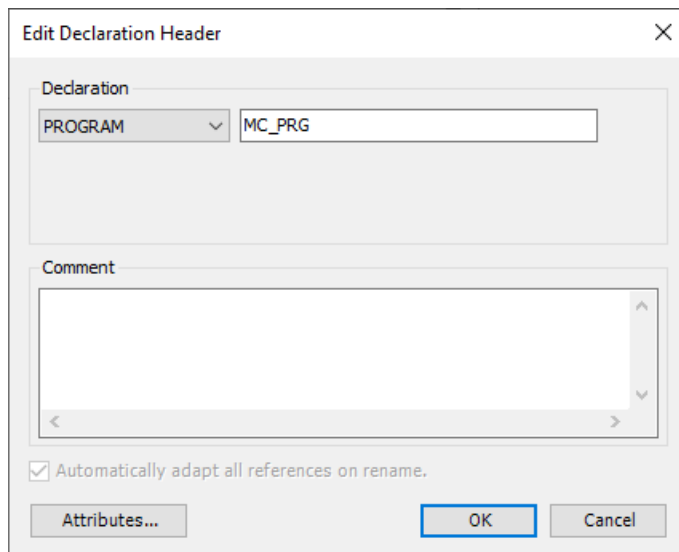 Edit Declaration Header
Declaration
PROGRAM MC_PRG
Comment
Automatically adapt all references on rename.
Attributes... OK Cancel